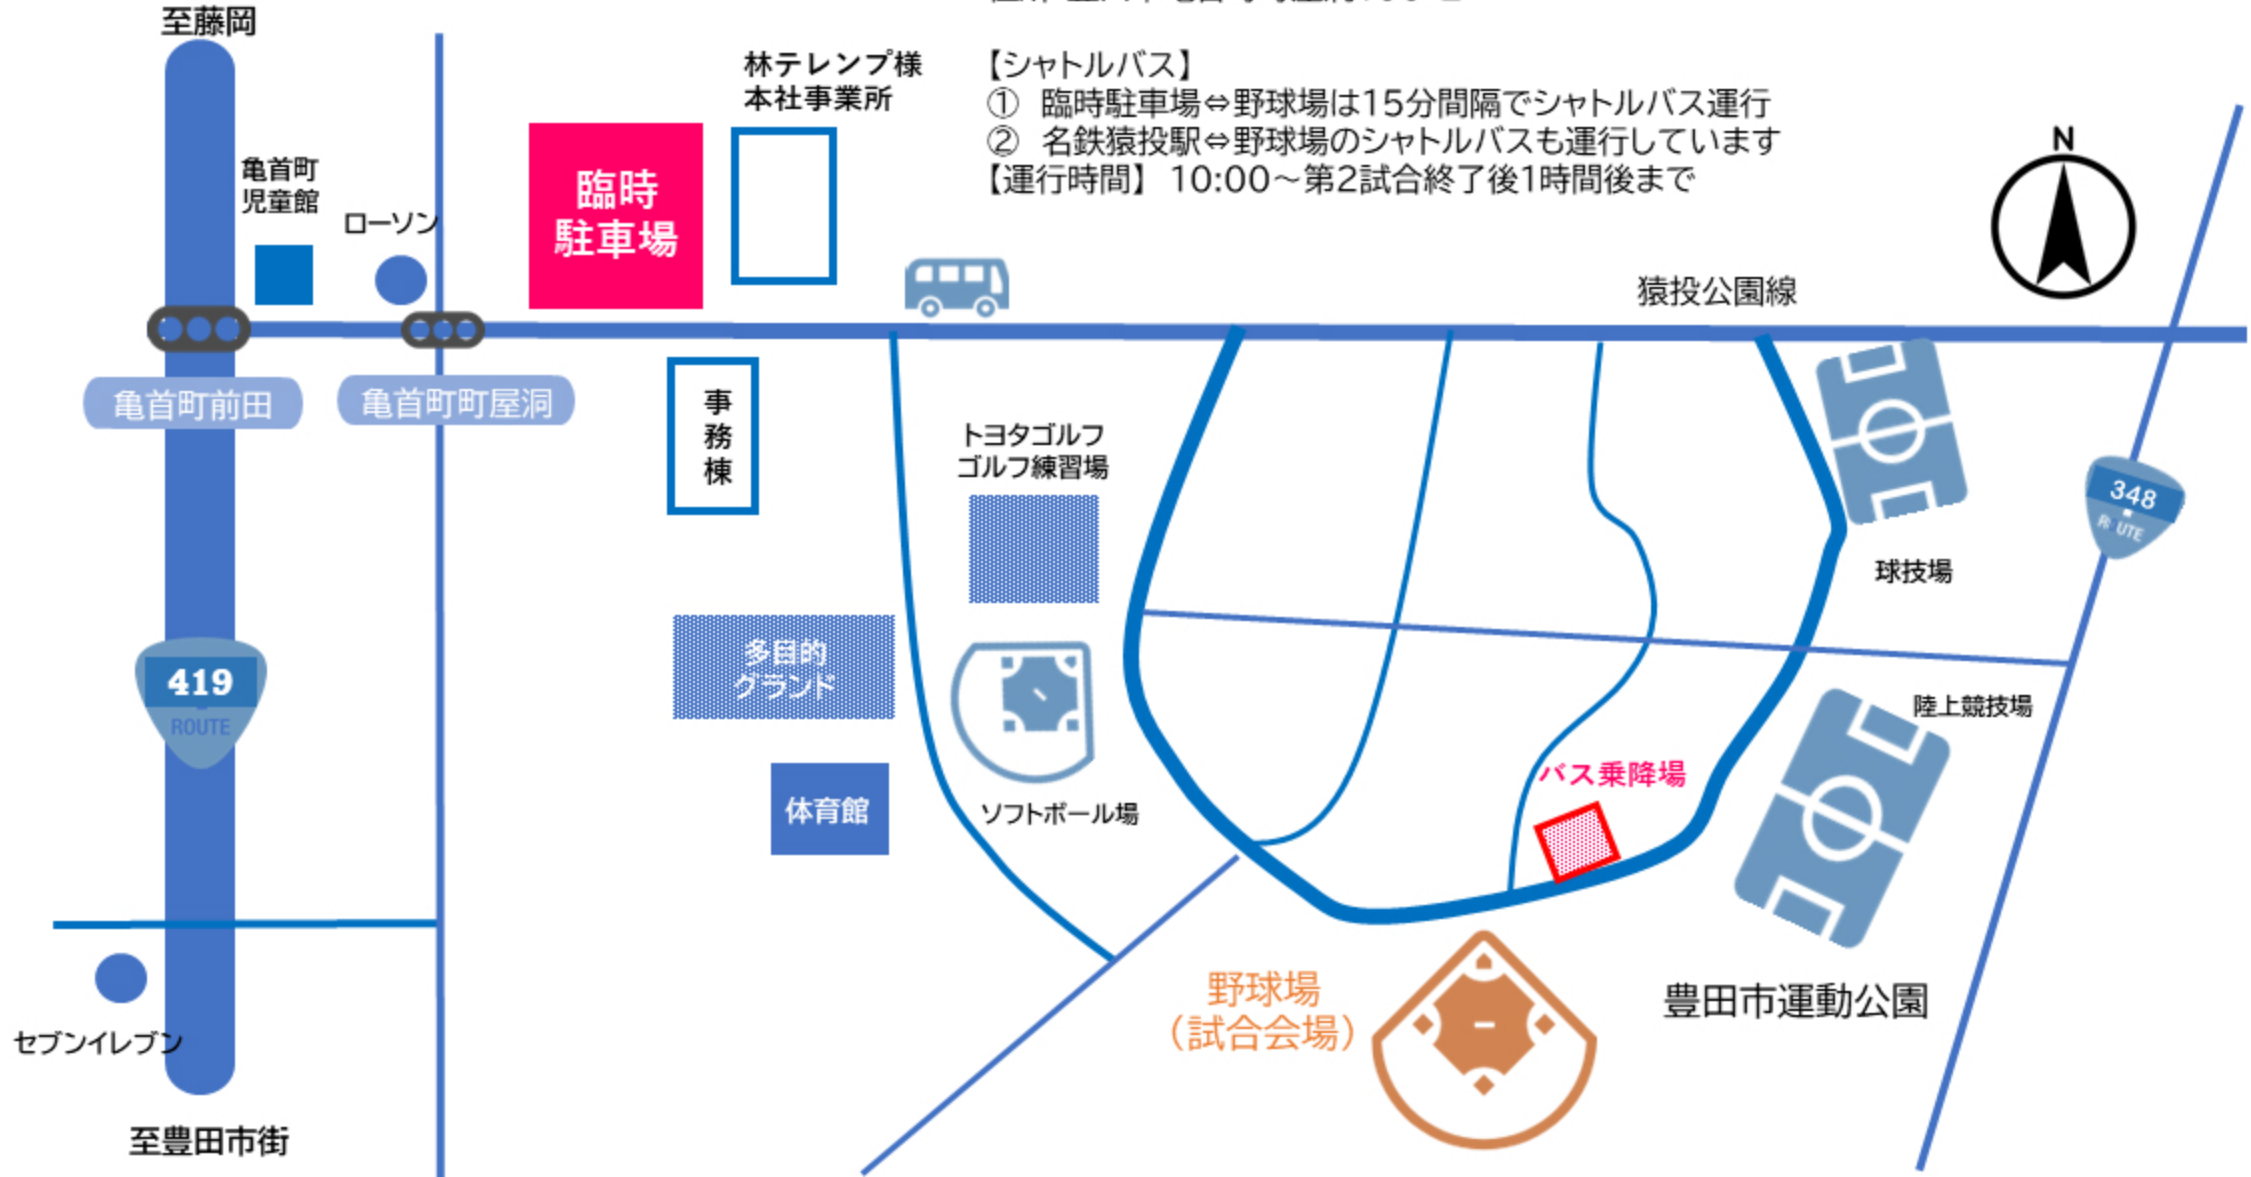 至藤岡
林テレンプ様
本社事業所
【シャトルバス】
① 臨時駐車場⇔野球場は15分間隔でシャトルバス運行
② 名鉄猿投駅⇔野球場のシャトルバスも運行しています
【運行時間】 10:00～第2試合終了後1時間後まで
N
亀首町
児童館
ローソン
臨時
駐車場
猿投公園線
亀首町前田
亀首町町屋洞
事
務
棟
トヨタゴルフ
ゴルフ練習場
348
ROUTE
球技場
多目的
グランド
419
ROUTE
陸上競技場
バス乗降場
体育館
ソフトボール場
野球場
（試合会場）
豊田市運動公園
セブンイレブン
至豊田市街